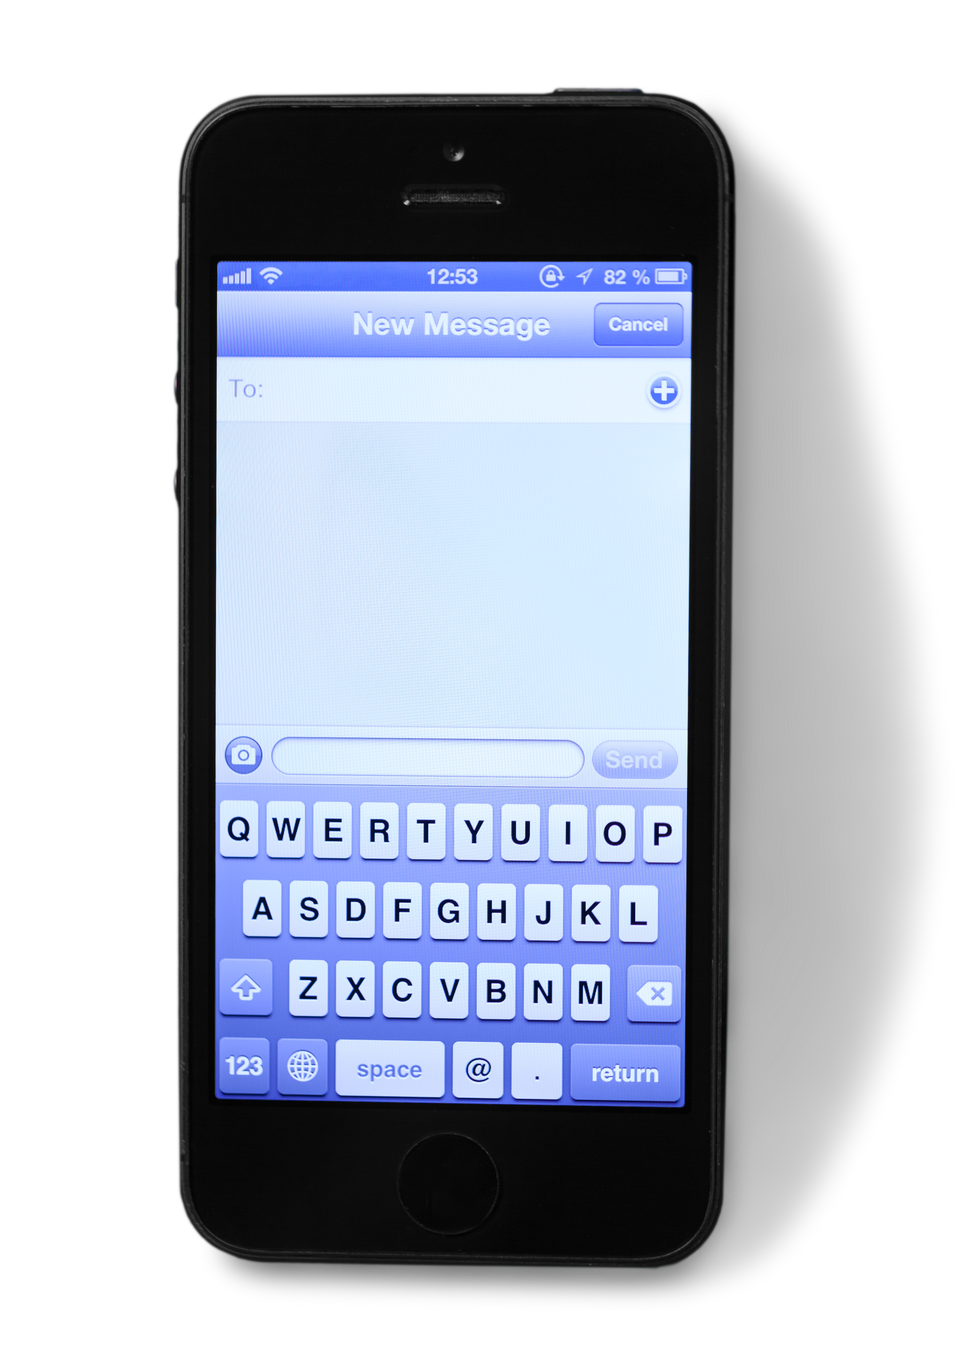 12:53 82 %
New Message Cancel
To:
Send
Q W E R T Y U I O P
A S D F G H J K L
Z X C V B N M
123 space @ . return